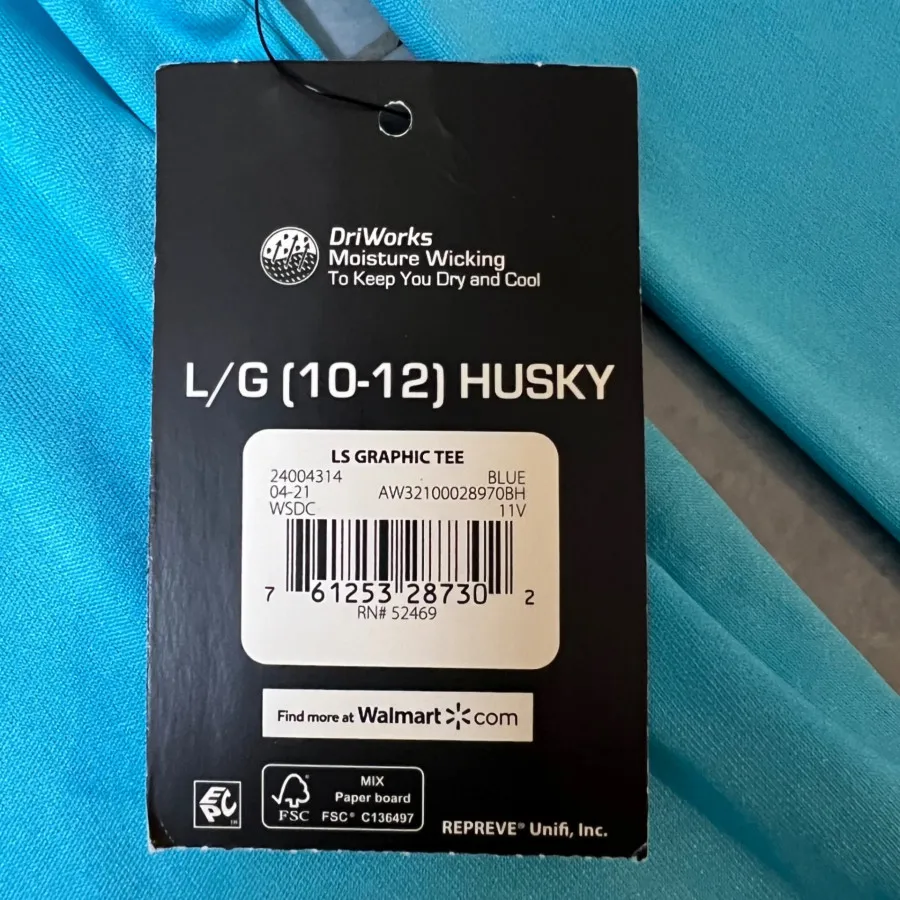 DriWorks
Moisture Wicking
To Keep You Dry and Cool
L/G (10-12) HUSKY
LS GRAPHIC TEE
24004314 BLUE
04-21 AW32100028970BH
WSDC 11V
7 61253 28730 2
RN# 52469
Find more at Walmart.com
EPC TM
MIX
Paper board
FSC FSC® C136497
REPREVE® Unifi, Inc.